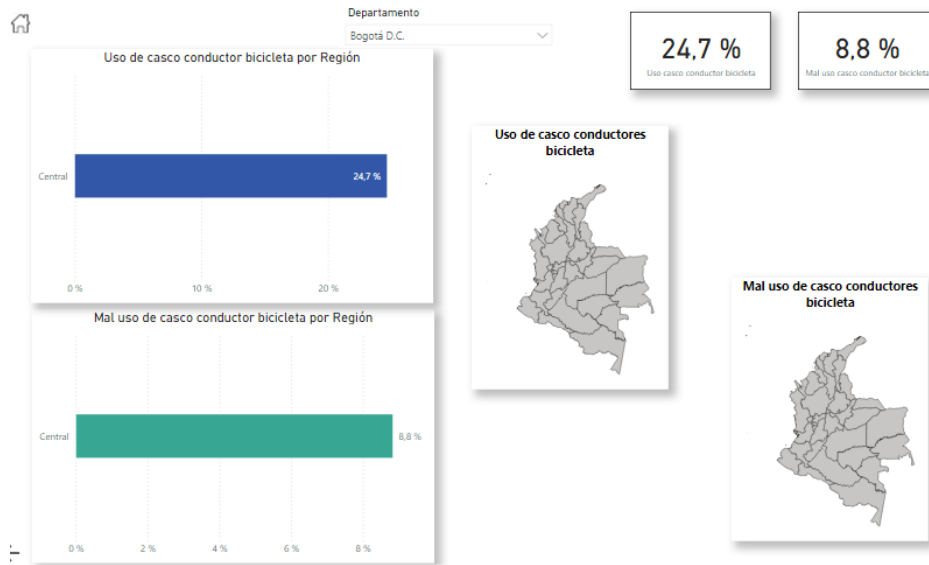 Departamento
Bogotá D.C.
24,7 %
Uso casco conductor bicicleta
8,8 %
Mal uso casco conductor bicicleta
Uso de casco conductor bicicleta por Región
Central
24,7 %
0 %
10 %
20 %
Uso de casco conductores
bicicleta
Mal uso de casco conductor bicicleta por Región
Central
8,8 %
0 %
2 %
4 %
6 %
8 %
Mal uso de casco conductores
bicicleta